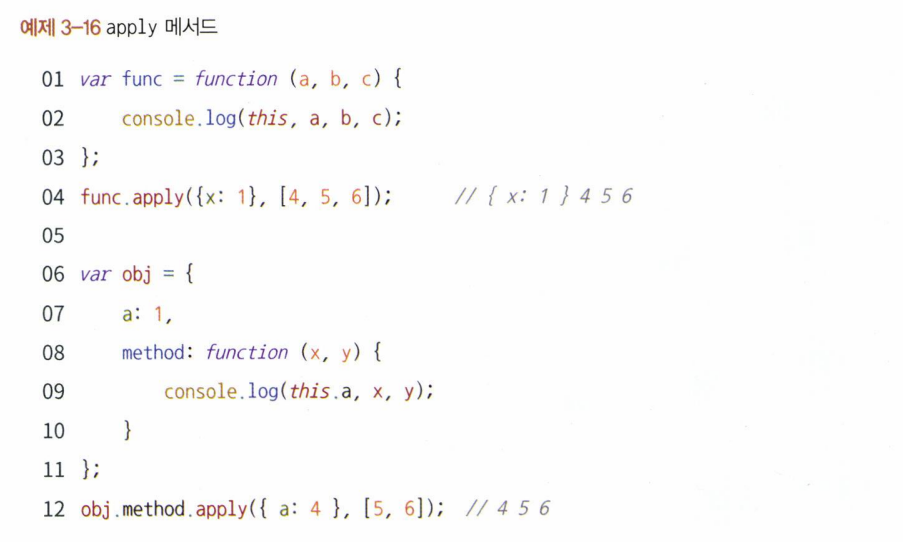 예제 3-16 apply 메서드
01 var func = function (a, b, c) {
02     console.log(this, a, b, c);
03 };
04 func.apply({x: 1}, [4, 5, 6]);      // { x: 1 } 4 5 6
05
06 var obj = {
07     a: 1,
08     method: function (x, y) {
09         console.log(this.a, x, y);
10     }
11 };
12 obj.method.apply({ a: 4 }, [5, 6]);  // 4 5 6